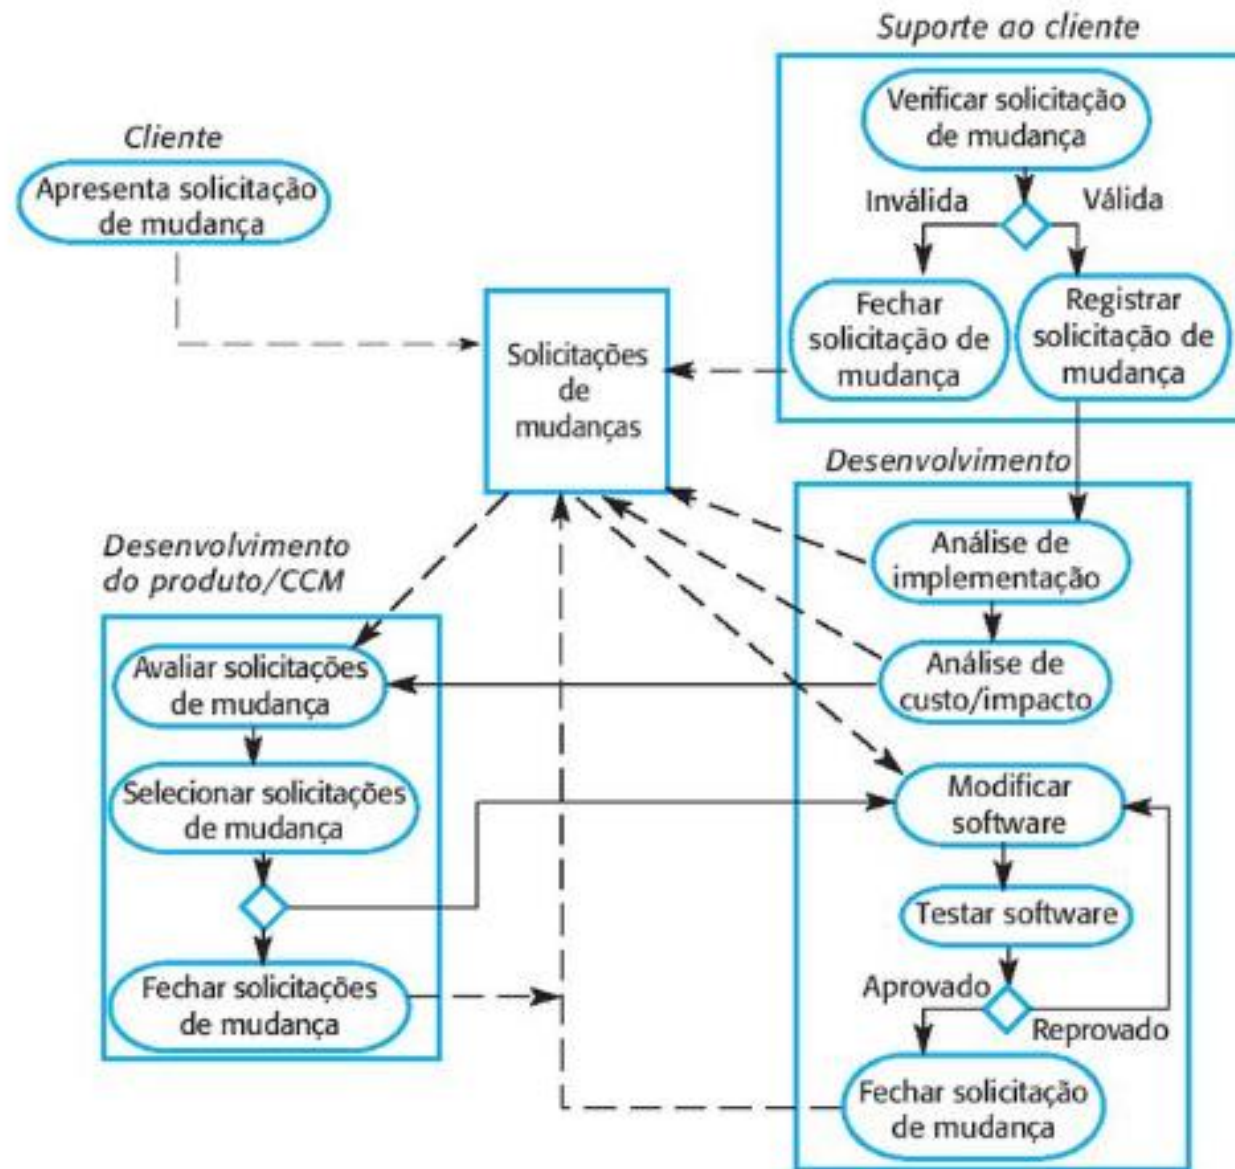 Suporte ao cliente
Verificar solicitação
de mudança
Inválida
Válida
Fechar
solicitação de
mudança
Registrar
solicitação de
mudança
Cliente
Apresenta solicitação
de mudança
Solicitações
de
mudanças
Desenvolvimento
Análise de
implementação
Análise de
custo/impacto
Modificar
software
Testar software
Aprovado
Reprovado
Fechar solicitação
de mudança
Desenvolvimento
do produto/CCM
Avaliar solicitações
de mudança
Selecionar solicitações
de mudança
Fechar solicitações
de mudança